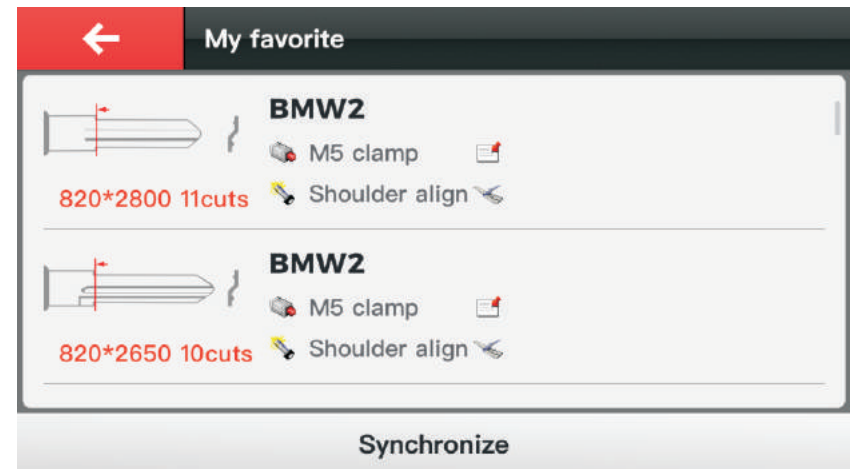 My favorite
BMW2
M5 clamp
820*2800 11cuts
Shoulder align
BMW2
M5 clamp
820*2650 10cuts
Shoulder align
Synchronize